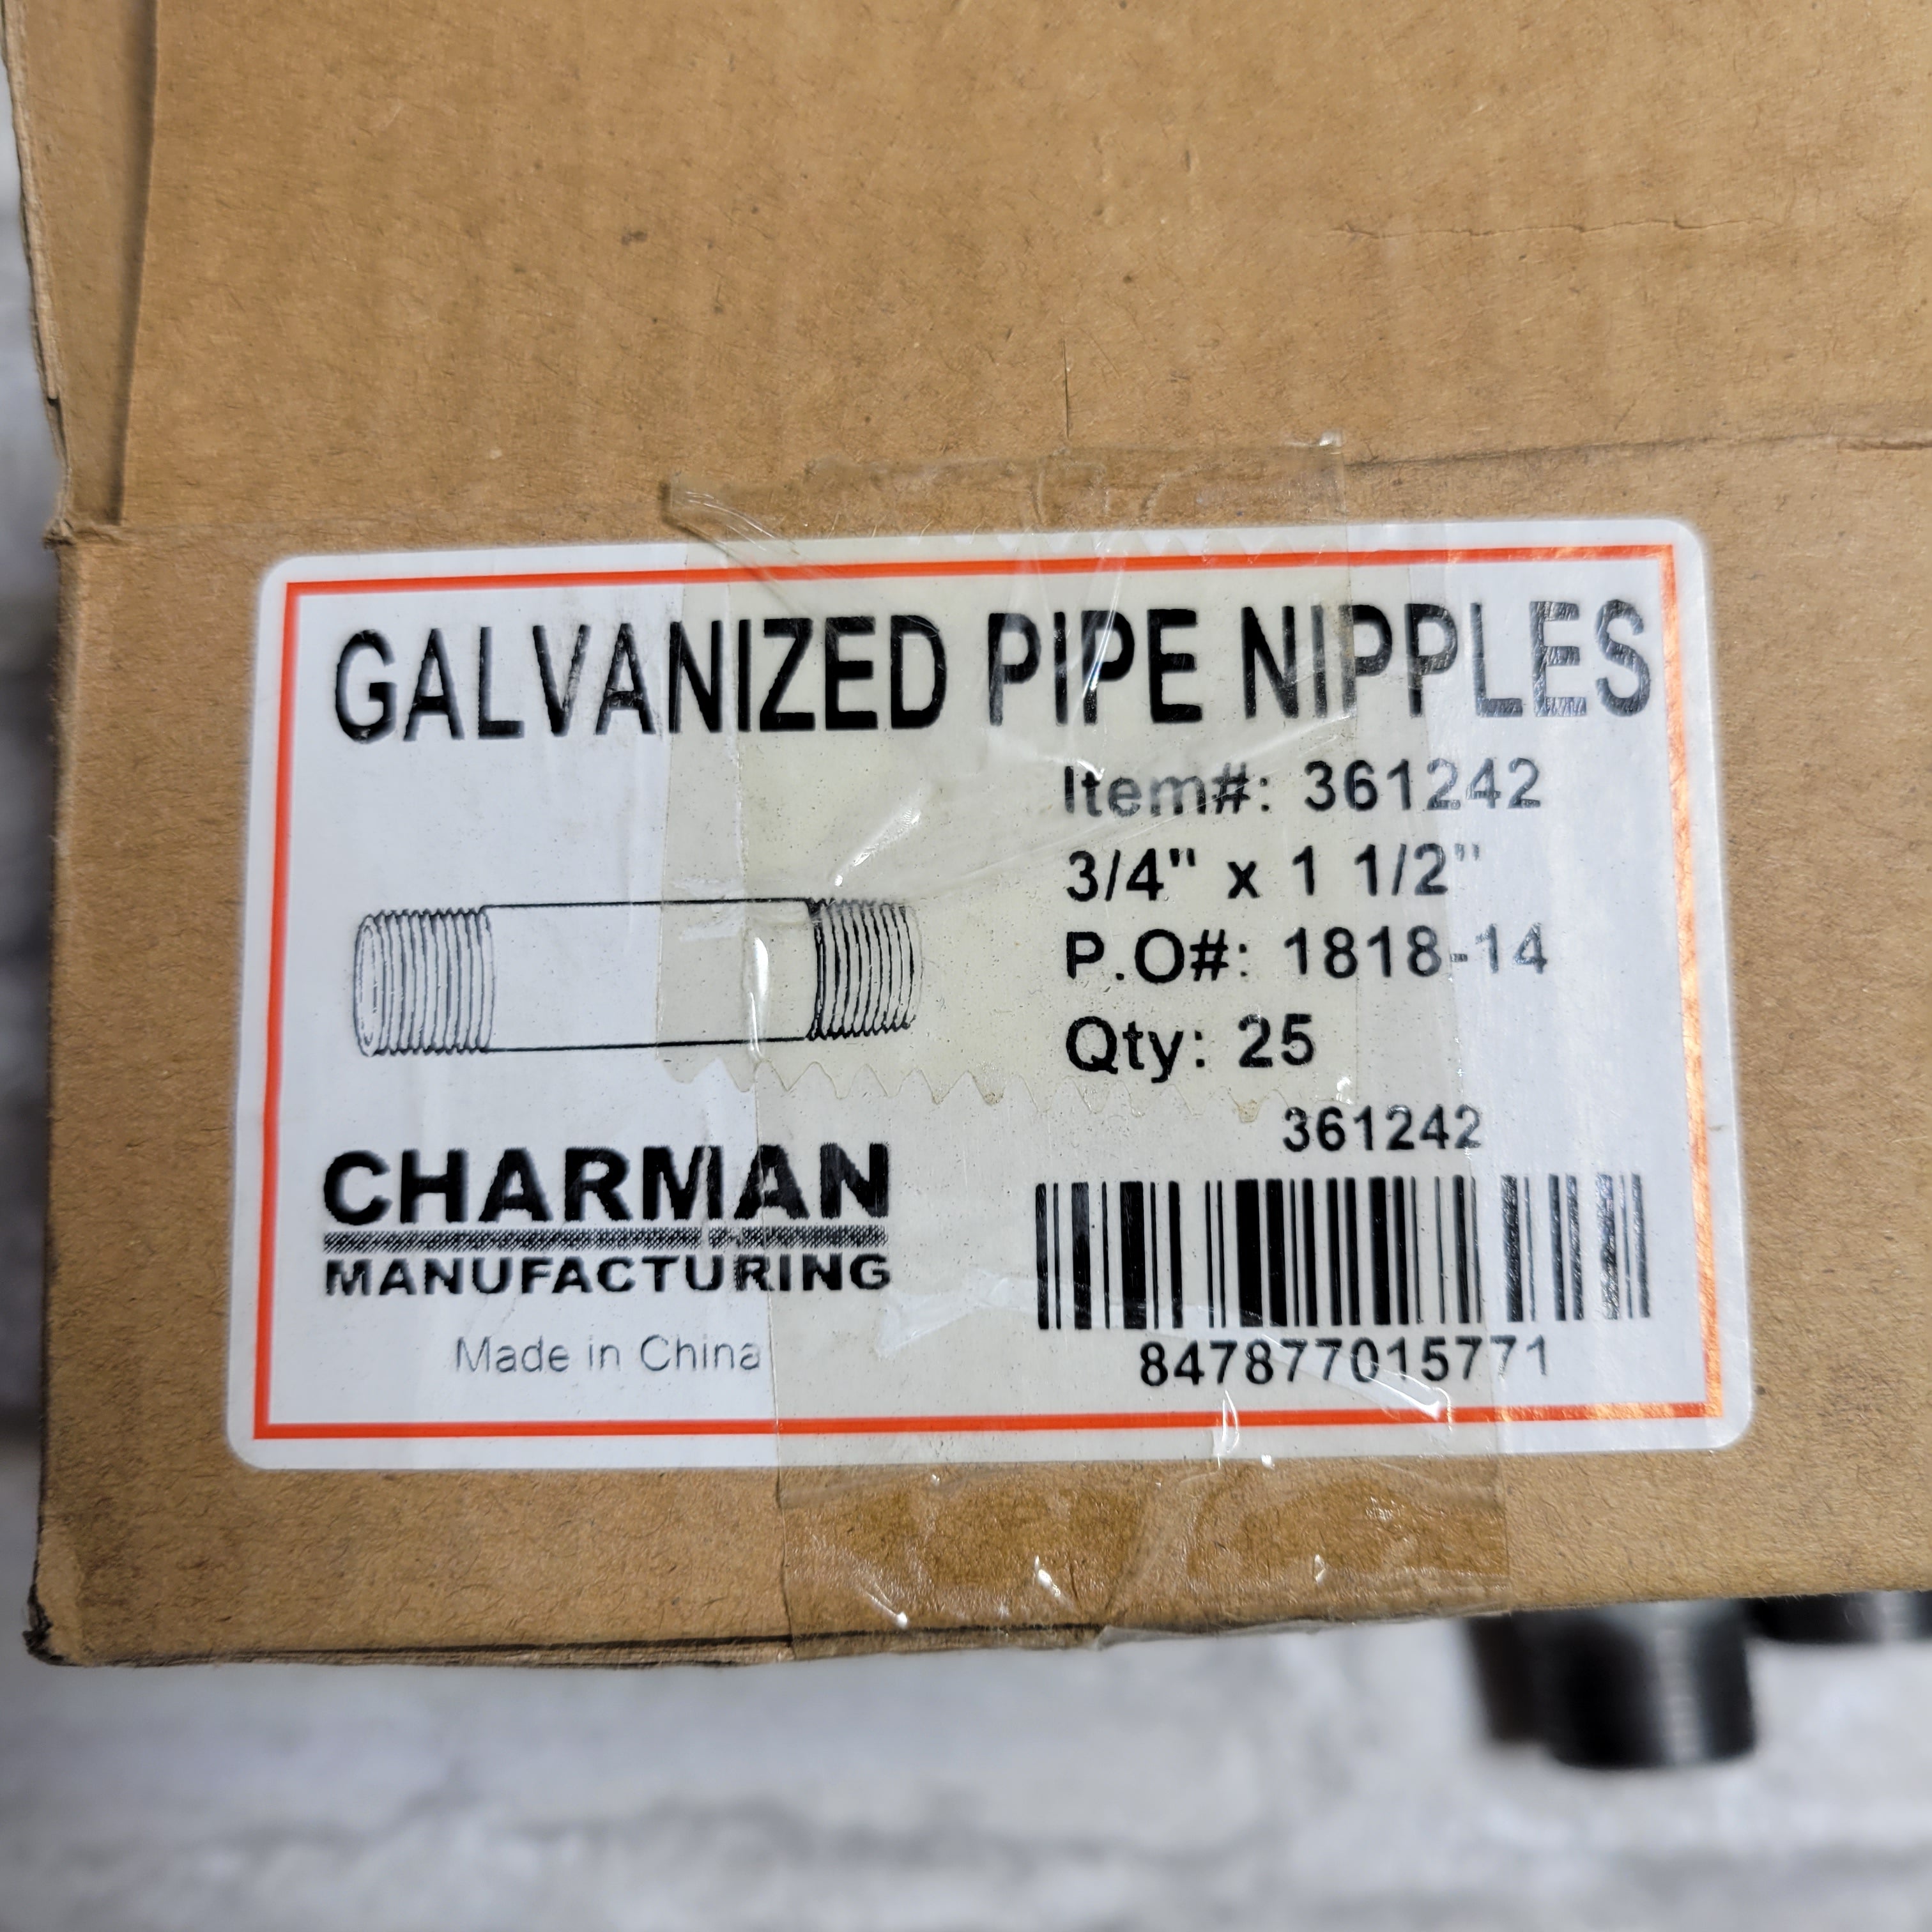 GALVANIZED PIPE NIPPLES
Item#: 361242
3/4" x 1 1/2"
P.O#: 1818-14
Qty: 25
361242
847877015771
CHARMAN
MANUFACTURING
Made in China